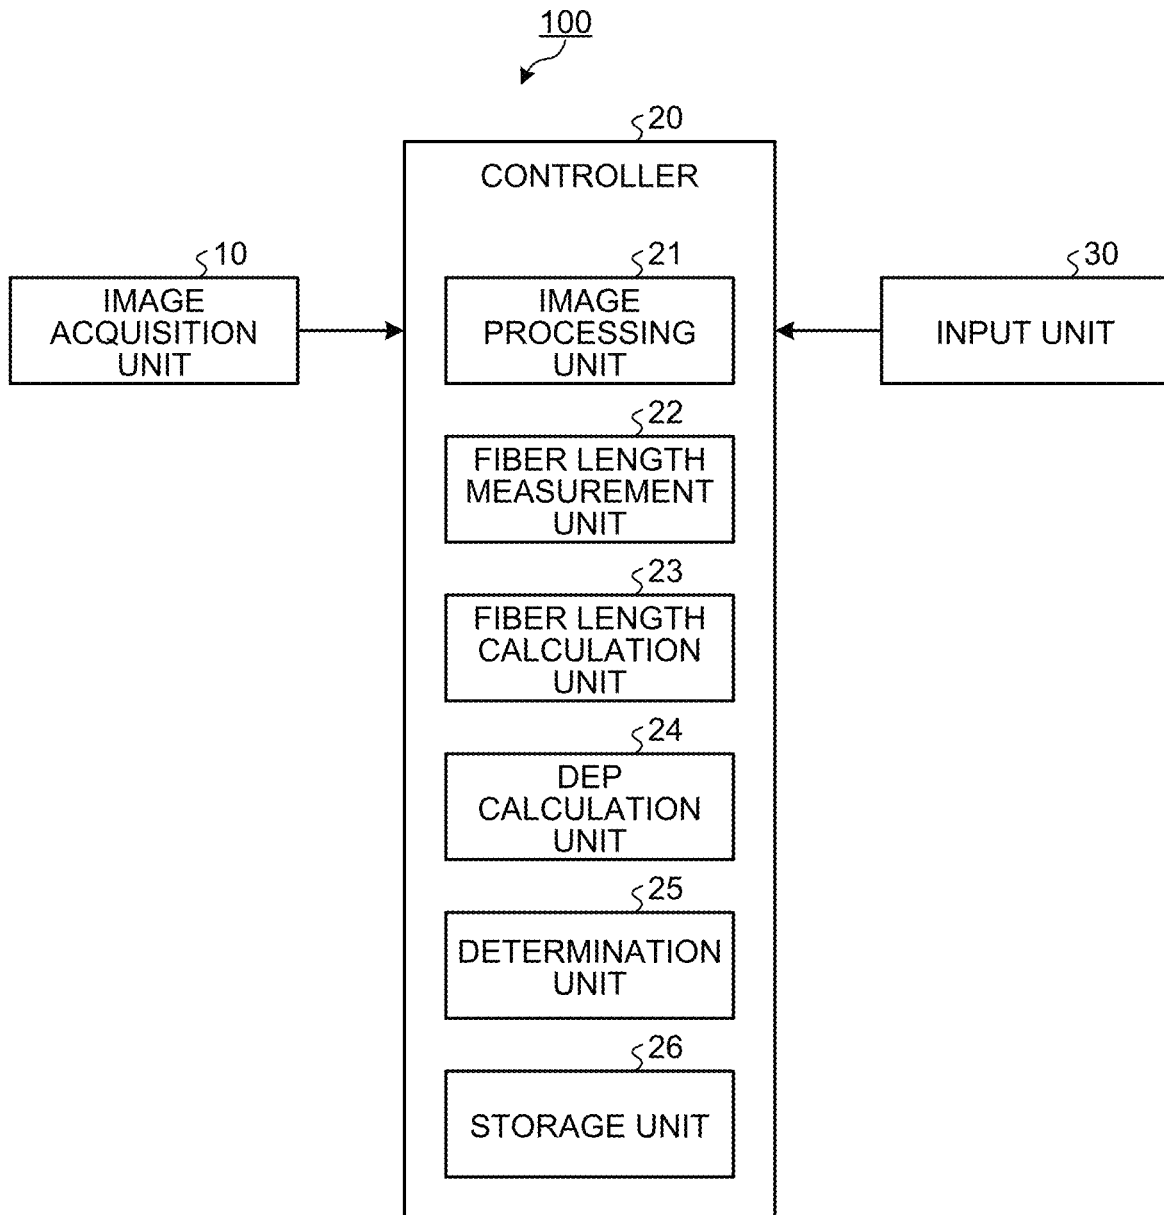 100
20
CONTROLLER
10
IMAGE
ACQUISITION
UNIT
21
IMAGE
PROCESSING
UNIT
30
INPUT UNIT
22
FIBER LENGTH
MEASUREMENT
UNIT
23
FIBER LENGTH
CALCULATION
UNIT
24
DEP
CALCULATION
UNIT
25
DETERMINATION
UNIT
26
STORAGE UNIT